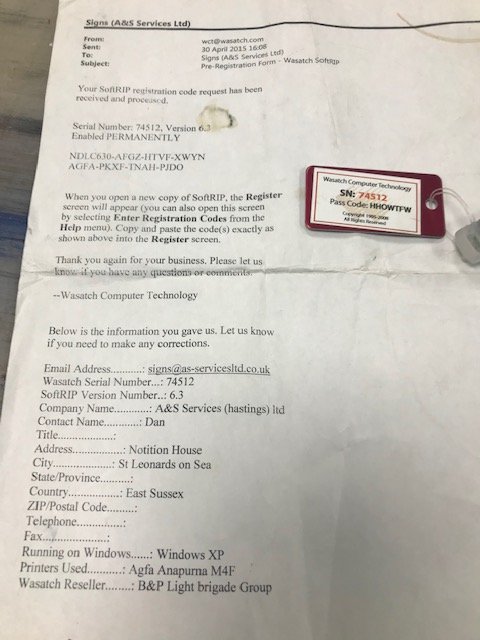 Signs (A&S Services Ltd)
From: wct@wasatch.com
Sent: 30 April 2015 16:08
To: Signs (A&S Services Ltd)
Subject: Pre-Registration Form - Wasatch SoftRip
Your SoftRIP registration code request has been
received and processed.
Serial Number: 74512, Version 6.3
Enabled PERMANENTLY
NDLC630-AFGZ-HTVF-XWYN
AGFA-PKXF-TNAH-PJDO
When you open a new copy of SoftRIP, the Register
screen will appear (you can also open this screen
by selecting Enter Registration Codes from the
Help menu). Copy and paste the code(s) exactly as
shown above into the Register screen.
Thank you again for your business. Please let us
know if you have any questions or comments.
--Wasatch Computer Technology
Below is the information you gave us. Let us know
if you need to make any corrections.
Email Address..........: signs@as-servicesltd.co.uk
Wasatch Serial Number...: 74512
SoftRIP Version Number..: 6.3
Company Name............: A&S Services (hastings) ltd
Contact Name............: Dan
Title...................:
Address.................: Notition House
City....................: St Leonards on Sea
State/Province..........:
Country.................: East Sussex
ZIP/Postal Code.........:
Telephone...............:
Fax.....................:
Running on Windows......: Windows XP
Printers Used...........: Agfa Anapurna M4F
Wasatch Reseller........: B&P Light brigade Group
Wasatch Computer Technology
SN: 74512
Pass Code: HHOWTFW
Copyright 1995-2008
All Rights Reserved